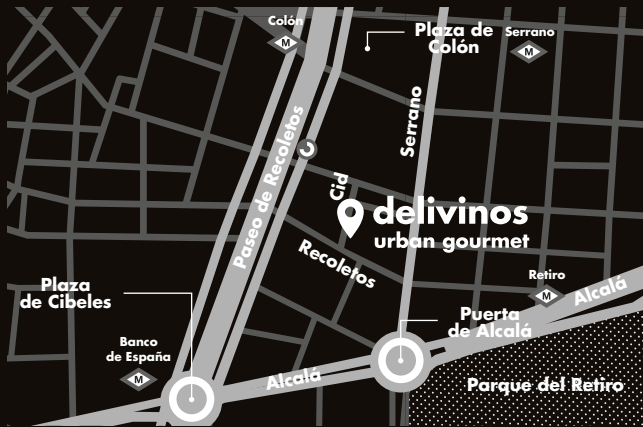 Colón
M
Plaza de
Colón
Serrano
M
Serrano
Paseo de Recoletos
Cid
delivinos
urban gourmet
Recoletos
Plaza
de Cibeles
Retiro
M
Alcalá
Puerta
de Alcalá
Banco
de España
M
Alcalá
Parque del Retiro